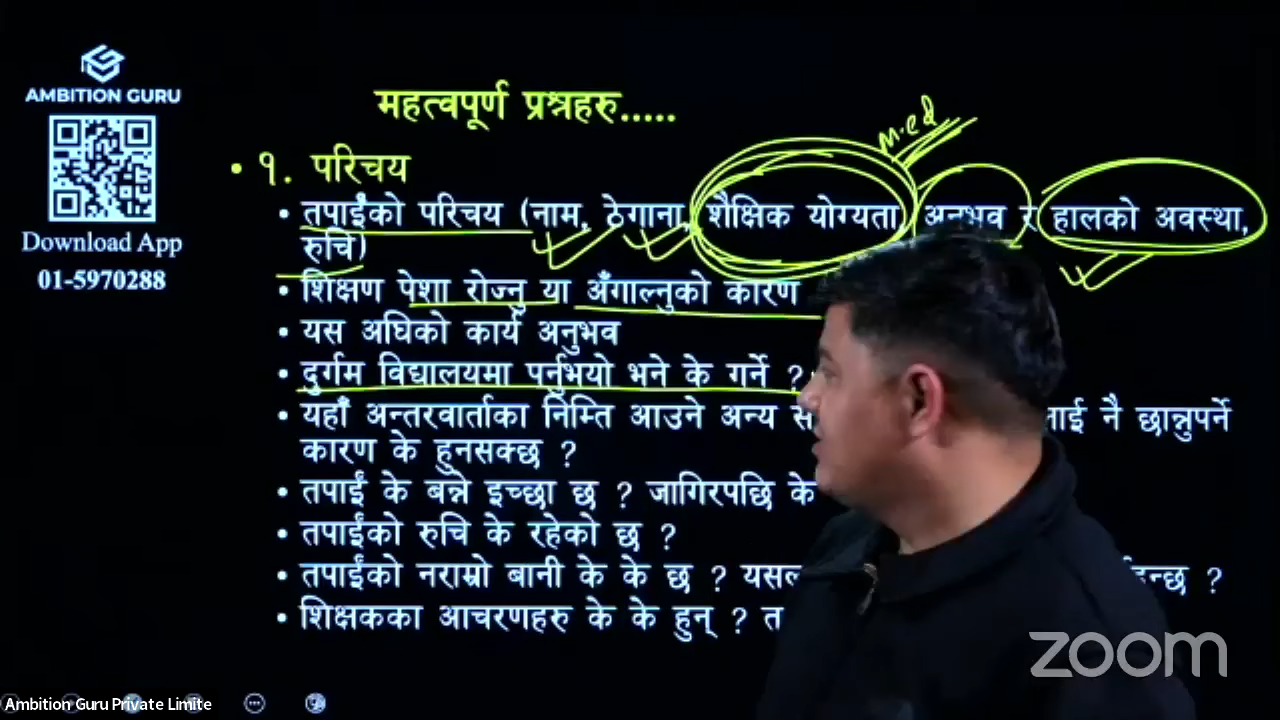 AMBITION GURU
Download App
01-5970288
महत्वपूर्ण प्रश्नहरु.....
M.ed
• १. परिचय
• तपाईंको परिचय (नाम, ठेगाना, शैक्षिक योग्यता, अनुभव र हालको अवस्था,
रुचि)
• शिक्षण पेशा रोज्नु या अँगाल्नुको कारण
• यस अघिको कार्य अनुभव
• दुर्गम विद्यालयमा पर्नुभयो भने के गर्ने ?
• यहाँ अन्तरवार्ताका निम्ति आउने अन्य नै छान्नुपर्ने
कारण के हुनसक्छ ?
• तपाईं के बन्ने इच्छा छ ? जागिरपछि के
• तपाईंको रुचि के रहेको छ ?
• तपाईंको नराम्रो बानी के के छ ? ?
• शिक्षकका आचरणहरु के के हुन् ?
zoom
Ambition Guru Private Limite